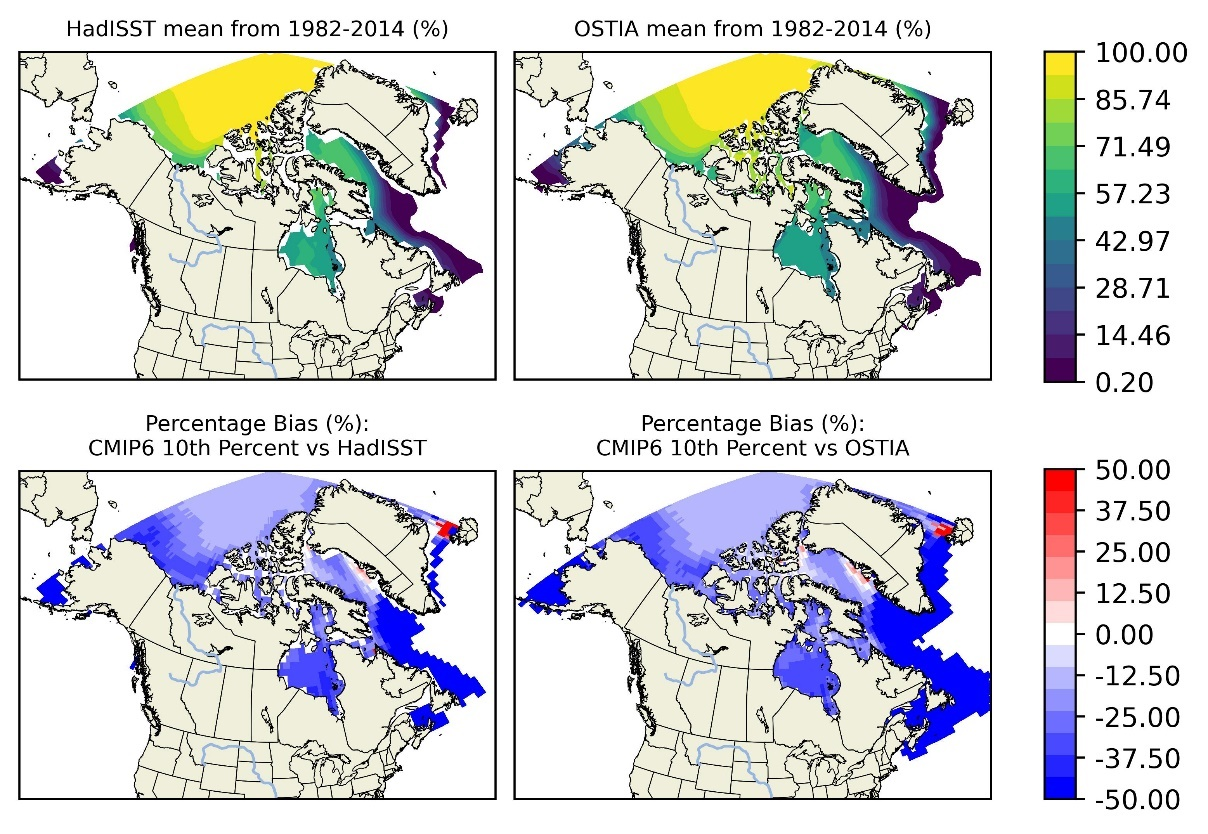 HadISST mean from 1982-2014 (%)
OSTIA mean from 1982-2014 (%)
100.00
85.74
71.49
57.23
42.97
28.71
14.46
0.20
Percentage Bias (%):
CMIP6 10th Percent vs HadISST
Percentage Bias (%):
CMIP6 10th Percent vs OSTIA
50.00
37.50
25.00
12.50
0.00
-12.50
-25.00
-37.50
-50.00